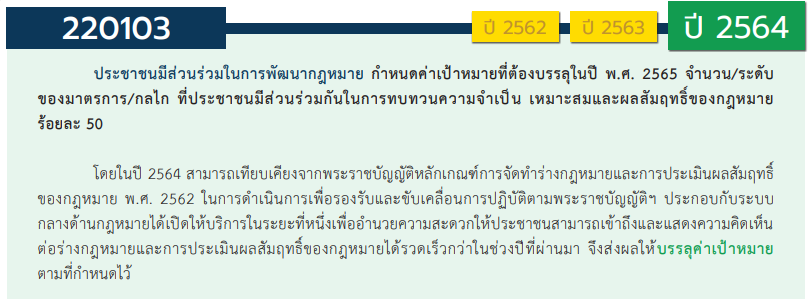 220103
ปี 2562
ปี 2563
ปี 2564
ประชาชนมีส่วนร่วมในการพัฒนากฎหมาย กำหนดค่าเป้าหมายที่ต้องบรรลุในปี พ.ศ. 2565 จำนวน/ระดับ
ของมาตรการ/กลไก ที่ประชาชนมีส่วนร่วมกันในการทบทวนความจำเป็น เหมาะสมและผลสัมฤทธิ์ของกฎหมาย
ร้อยละ 50
โดยในปี 2564 สามารถเทียบเคียงจากพระราชบัญญัติหลักเกณฑ์การจัดทำร่างกฎหมายและการประเมินผลสัมฤทธิ์
ของกฎหมาย พ.ศ. 2562 ในการดำเนินการเพื่อรองรับและขับเคลื่อนการปฏิบัติตามพระราชบัญญัติฯ ประกอบกับระบบ
กลางด้านกฎหมายได้เปิดให้บริการในระยะที่หนึ่งเพื่ออำนวยความสะดวกให้ประชาชนสามารถเข้าถึงและแสดงความคิดเห็น
ต่อร่างกฎหมายและการประเมินผลสัมฤทธิ์ของกฎหมายได้รวดเร็วกว่าในช่วงปีที่ผ่านมา จึงส่งผลให้บรรลุค่าเป้าหมาย
ตามที่กำหนดไว้